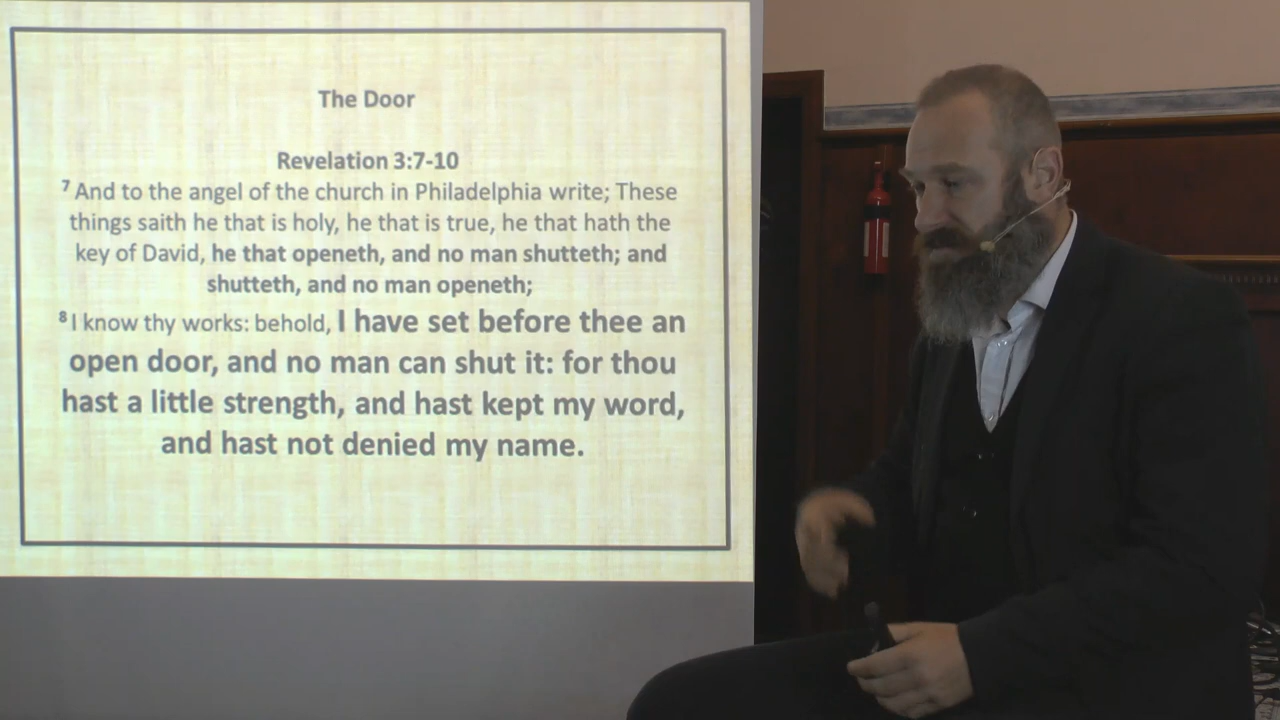 The Door
Revelation 3:7-10
⁷ And to the angel of the church in Philadelphia write; These
things saith he that is holy, he that is true, he that hath the
key of David, he that openeth, and no man shutteth; and
shutteth, and no man openeth;
⁸ I know thy works: behold, I have set before thee an
open door, and no man can shut it: for thou
hast a little strength, and hast kept my word,
and hast not denied my name.